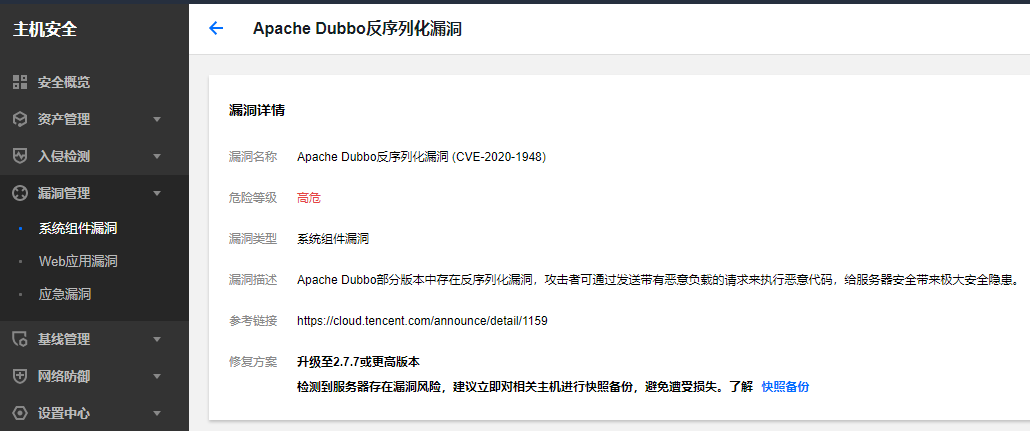 主机安全
Apache Dubbo反序列化漏洞
安全概览
资产管理
入侵检测
漏洞管理
系统组件漏洞
Web应用漏洞
应急漏洞
基线管理
网络防御
设置中心
漏洞详情
漏洞名称 Apache Dubbo反序列化漏洞 (CVE-2020-1948)
危险等级 高危
漏洞类型 系统组件漏洞
漏洞描述 Apache Dubbo部分版本中存在反序列化漏洞，攻击者可通过发送带有恶意负载的请求来执行恶意代码，给服务器安全带来极大安全隐患。
参考链接 https://cloud.tencent.com/announce/detail/1159
修复方案 升级至2.7.7或更高版本
检测到服务器存在漏洞风险，建议立即对相关主机进行快照备份，避免遭受损失。了解 快照备份